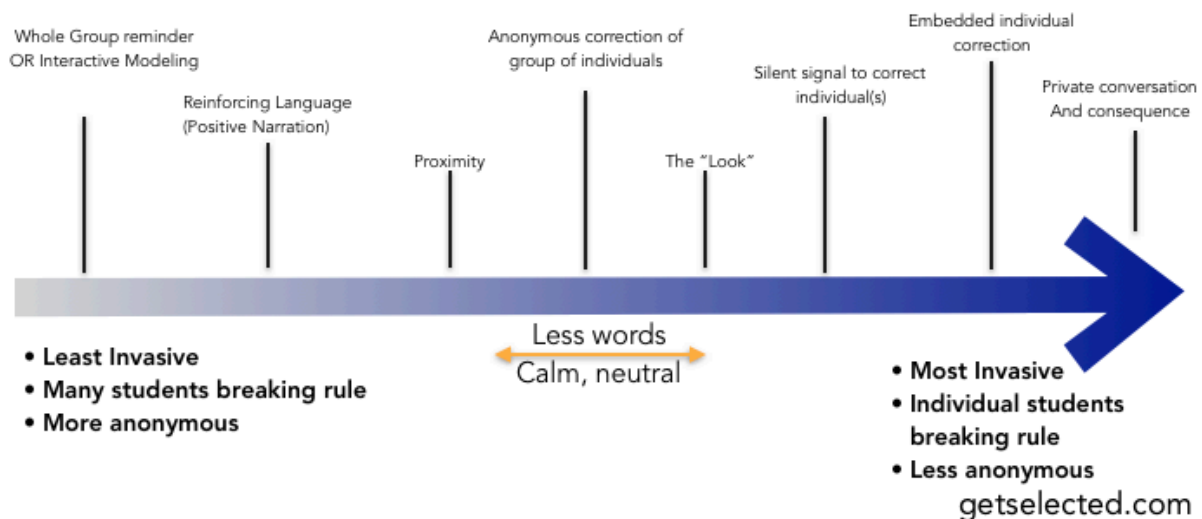 Whole Group reminder
OR Interactive Modeling
Reinforcing Language
(Positive Narration)
Proximity
Anonymous correction of
group of individuals
The “Look”
Silent signal to correct
individual(s)
Embedded individual
correction
Private conversation
And consequence
Less words
Calm, neutral
• Least Invasive
• Many students breaking rule
• More anonymous
• Most Invasive
• Individual students
breaking rule
• Less anonymous
getselected.com